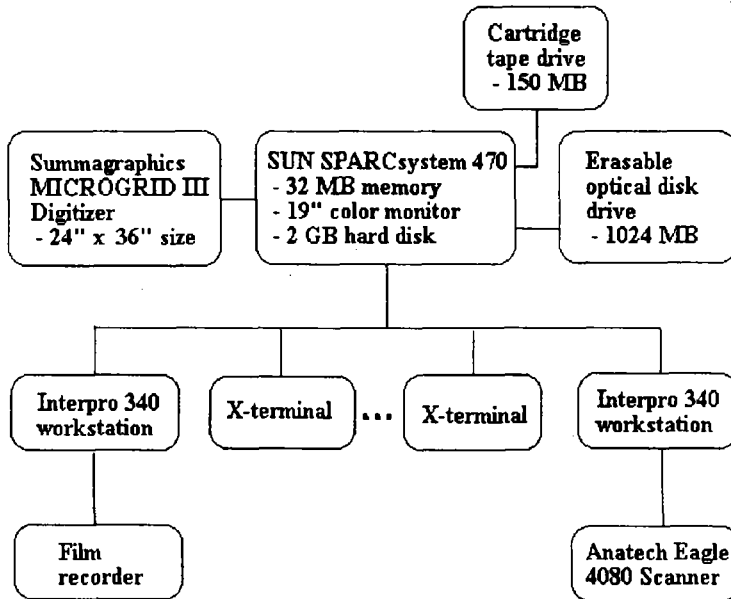 Cartridge
tape drive
- 150 MB
Summagraphics
MICROGRID III
Digitizer
- 24" x 36" size
SUN SPARCsystem 470
- 32 MB memory
- 19" color monitor
- 2 GB hard disk
Erasable
optical disk
drive
- 1024 MB
Interpro 340
workstation
X-terminal
...
X-terminal
Interpro 340
workstation
Film
recorder
Anatech Eagle
4080 Scanner